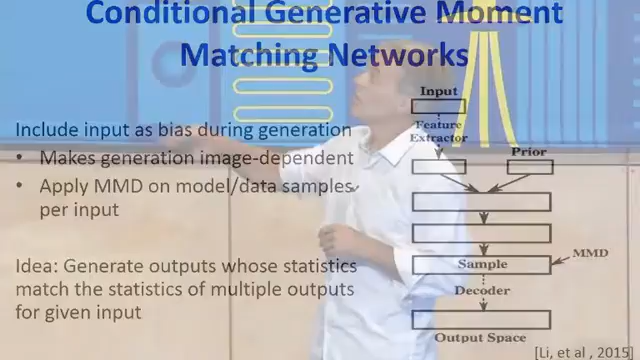 Conditional Generative Moment
Matching Networks
Include input as bias during generation
• Makes generation image-dependent
• Apply MMD on model/data samples
per input
Idea: Generate outputs whose statistics
match the statistics of multiple outputs
for given input
Input
Feature
Extractor
Prior
MMD
Sample
Decoder
Output Space
[Li, et al , 2015]